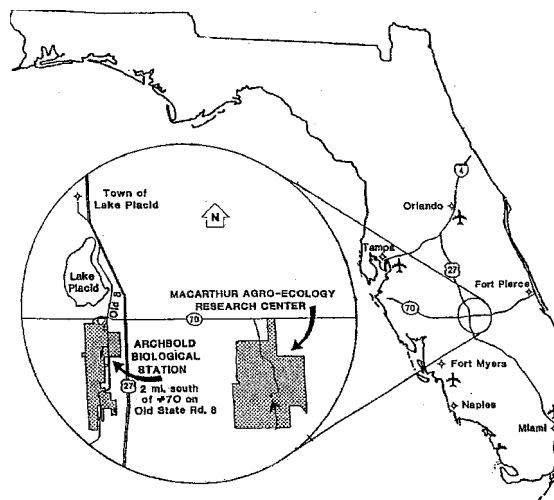 Town of
Lake Placid
N
Lake
Placid
Old 8
70
MACARTHUR AGRO-ECOLOGY
RESEARCH CENTER
ARCHBOLD
BIOLOGICAL
STATION
2 mi. south
of #70 on
Old State Rd. 8
27
4
Orlando
Tampa
27
Fort Pierce
70
Fort Myers
Naples
Miami